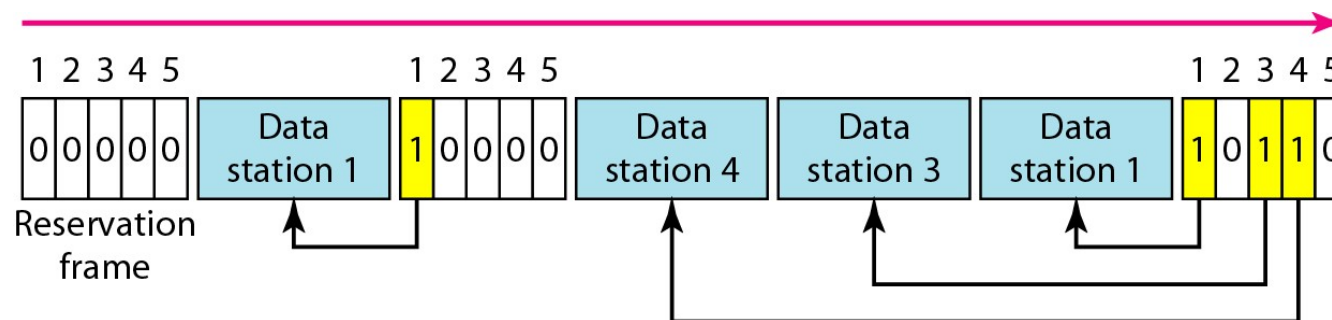 1 2 3 4 5 1 2 3 4 5 1 2 3 4 5
0 0 0 0 0
Data
station 1
1 0 0 0 0
Data
station 4
Data
station 3
Data
station 1
1 0 1 1 0
Reservation
frame